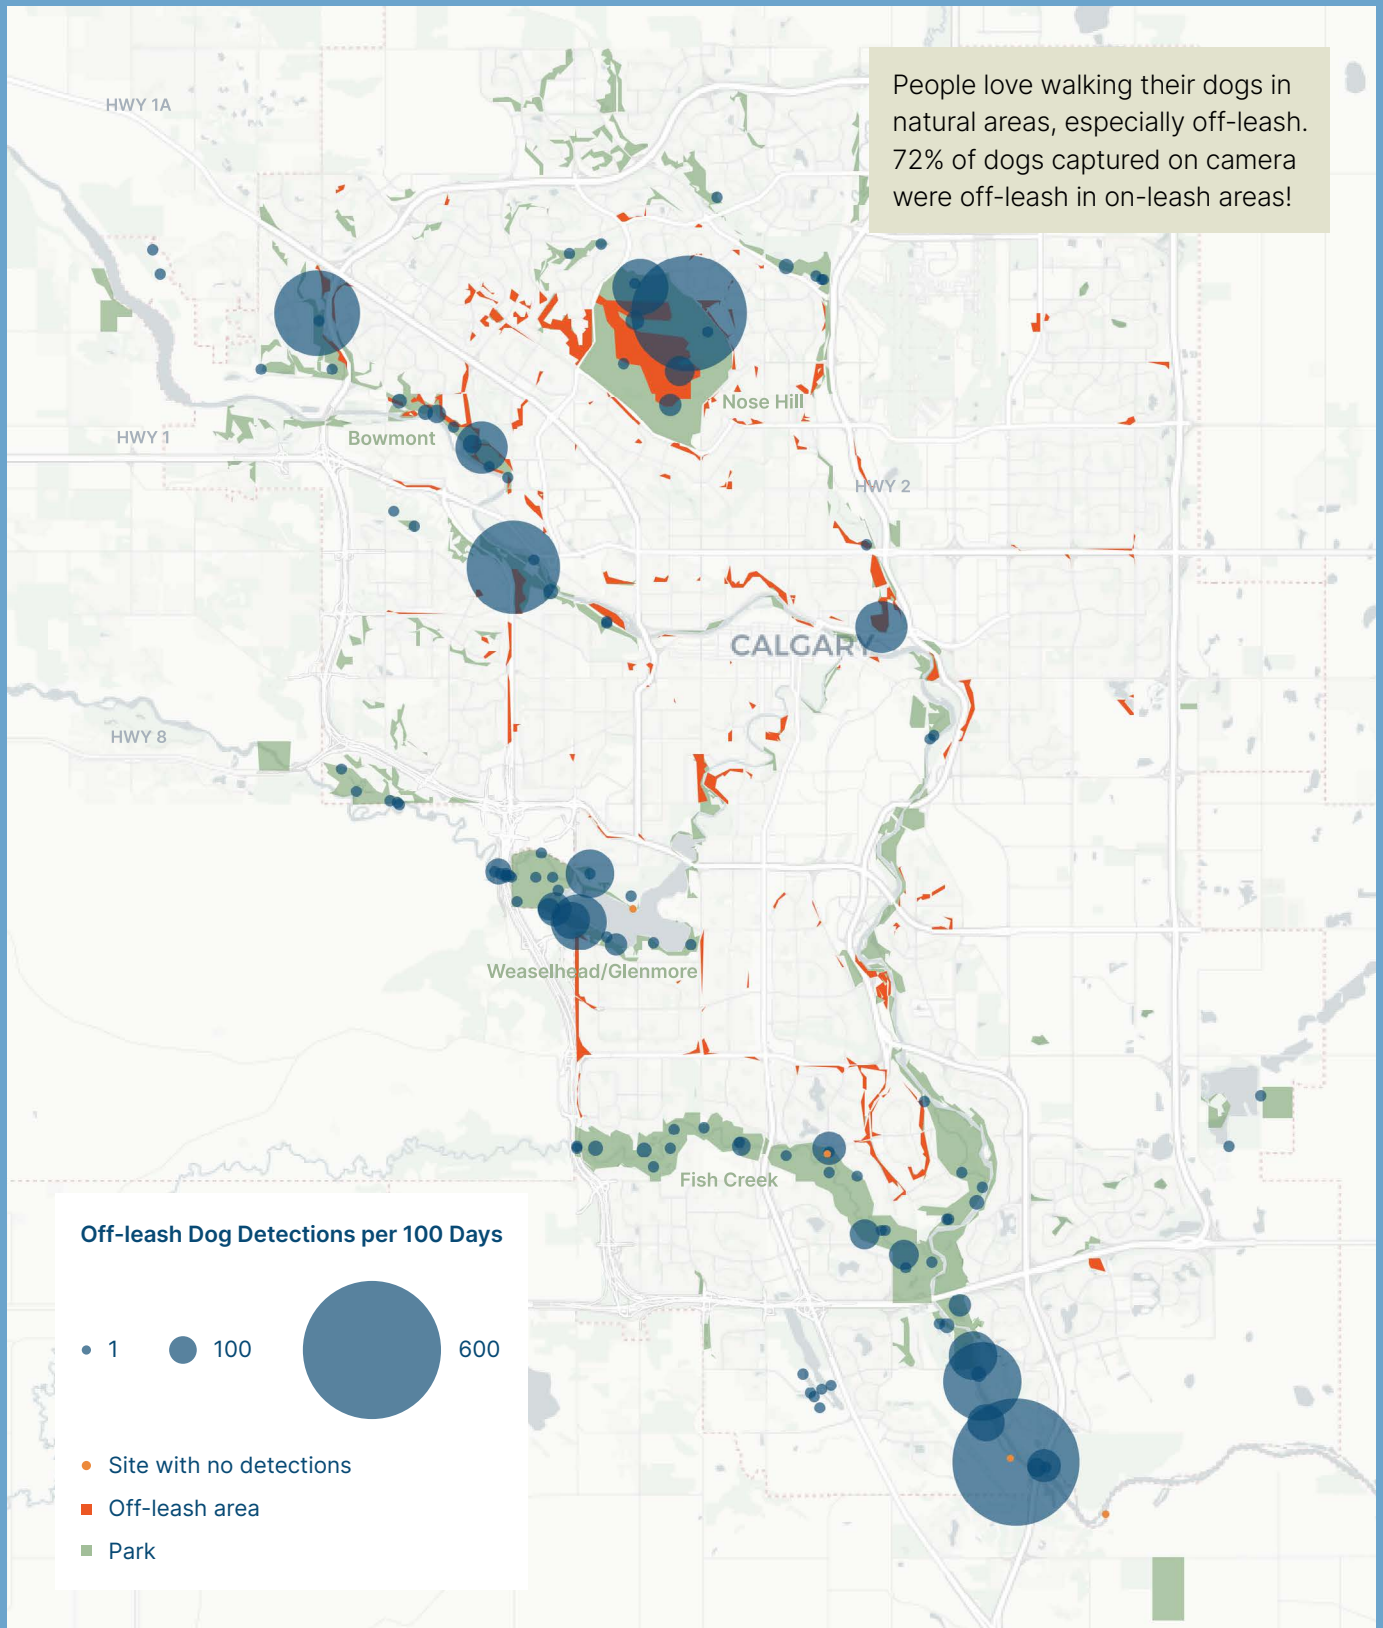 HWY 1A
People love walking their dogs in
natural areas, especially off-leash.
72% of dogs captured on camera
were off-leash in on-leash areas!
Nose Hill
HWY 1
Bowmont
HWY 2
CALGARY
HWY 8
Weaselhead/Glenmore
Fish Creek
Off-leash Dog Detections per 100 Days
1 100 600
Site with no detections
Off-leash area
Park